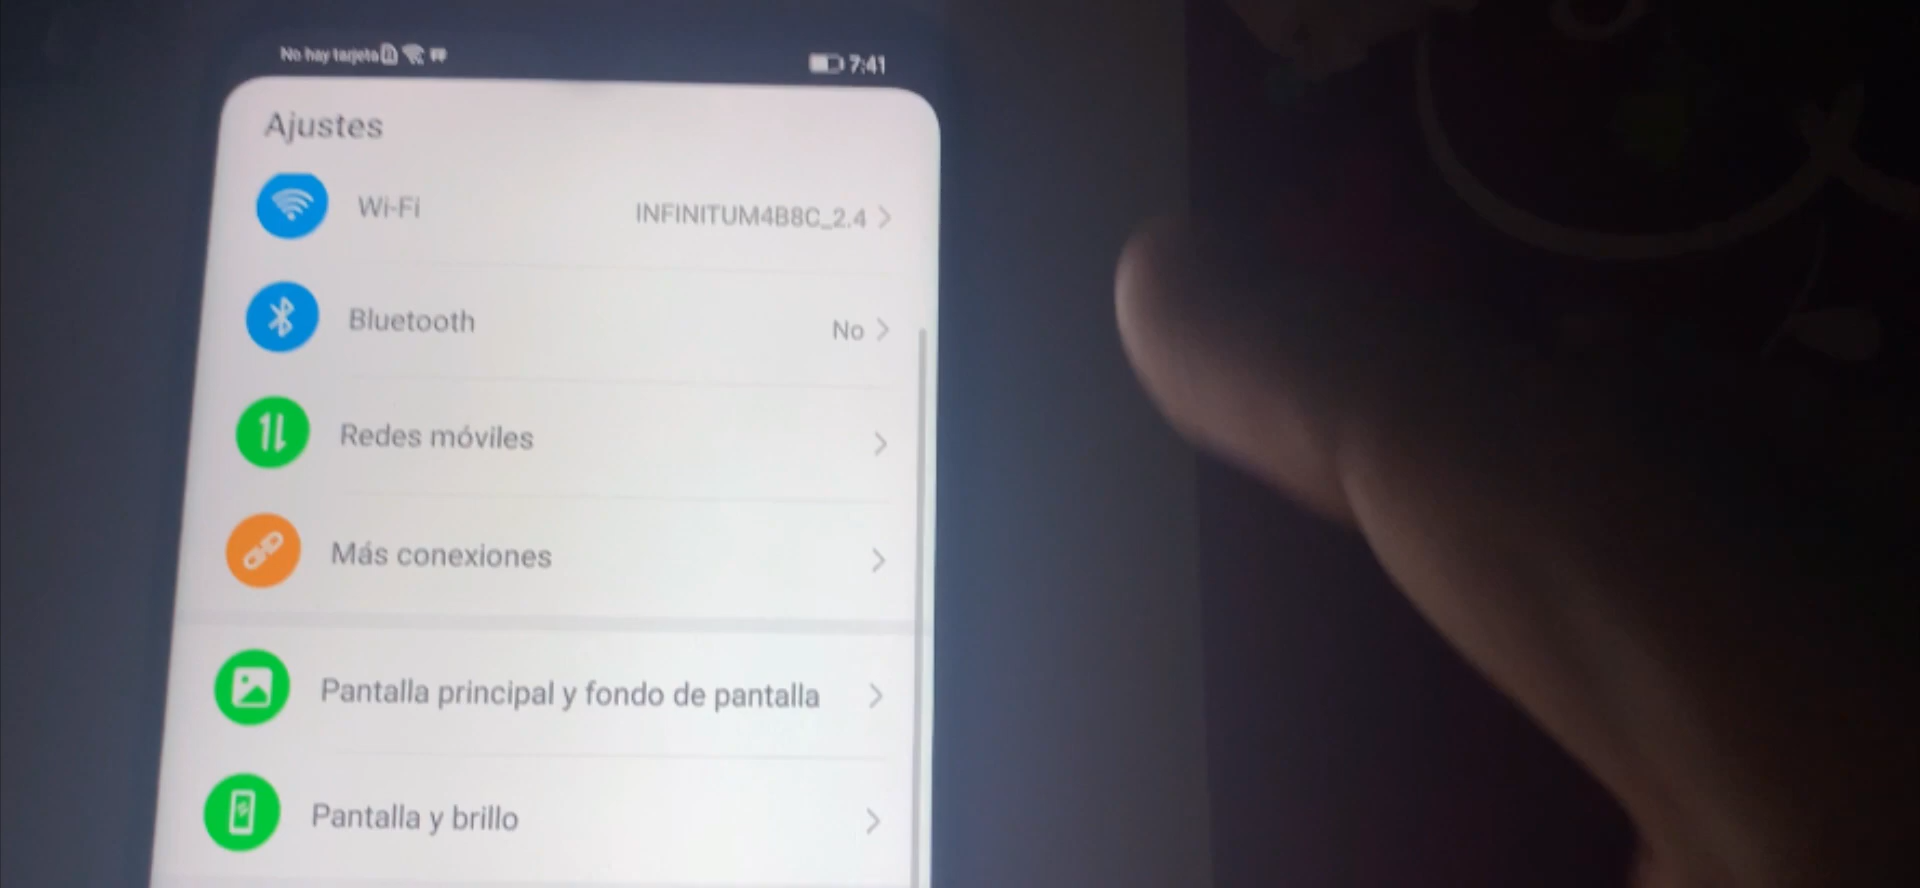 No hay tarjeta
7:41
Ajustes
Wi-Fi INFINITUM4B8C_2.4
Bluetooth No
Redes móviles
Más conexiones
Pantalla principal y fondo de pantalla
Pantalla y brillo